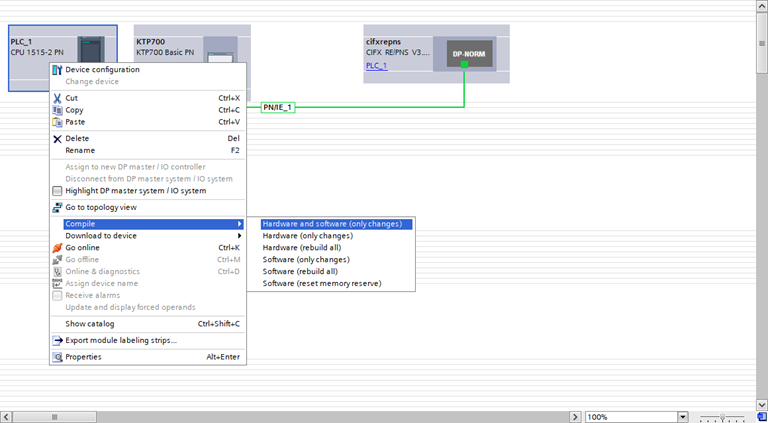 PLC_1
CPU 1515-2 PN
KTP700
KTP700 Basic PN
cifxrepns
CIFX RE/PNS V3....
DP-NORM
PLC_1
PN/IE_1
Device configuration
Change device
Cut Ctrl+X
Copy Ctrl+C
Paste Ctrl+V
Delete Del
Rename F2
Assign to new DP master / IO controller
Disconnect from DP master system / IO system
Highlight DP master system / IO system
Go to topology view
Compile
Hardware and software (only changes)
Download to device
Hardware (only changes)
Go online Ctrl+K
Hardware (rebuild all)
Go offline Ctrl+M
Software (only changes)
Online & diagnostics Ctrl+D
Software (rebuild all)
Assign device name
Software (reset memory reserve)
Receive alarms
Update and display forced operands
Show catalog Ctrl+Shift+C
Export module labeling strips...
Properties Alt+Enter
100%